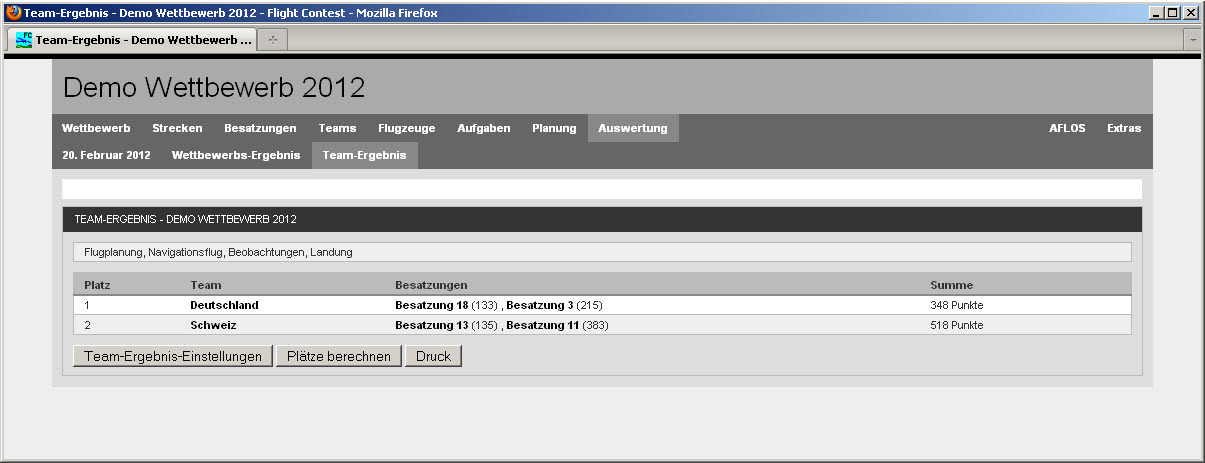 Team-Ergebnis - Demo Wettbewerb 2012 - Flight Contest - Mozilla Firefox
FC Team-Ergebnis - Demo Wettbewerb ...
Demo Wettbewerb 2012
Wettbewerb Strecken Besatzungen Teams Flugzeuge Aufgaben Planung Auswertung AFLOS Extras
20. Februar 2012 Wettbewerbs-Ergebnis Team-Ergebnis
TEAM-ERGEBNIS - DEMO WETTBEWERB 2012
Flugplanung, Navigationsflug, Beobachtungen, Landung
Platz Team Besatzungen Summe
1 Deutschland Besatzung 18 (133) , Besatzung 3 (215) 348 Punkte
2 Schweiz Besatzung 13 (135) , Besatzung 11 (383) 518 Punkte
Team-Ergebnis-Einstellungen Plätze berechnen Druck